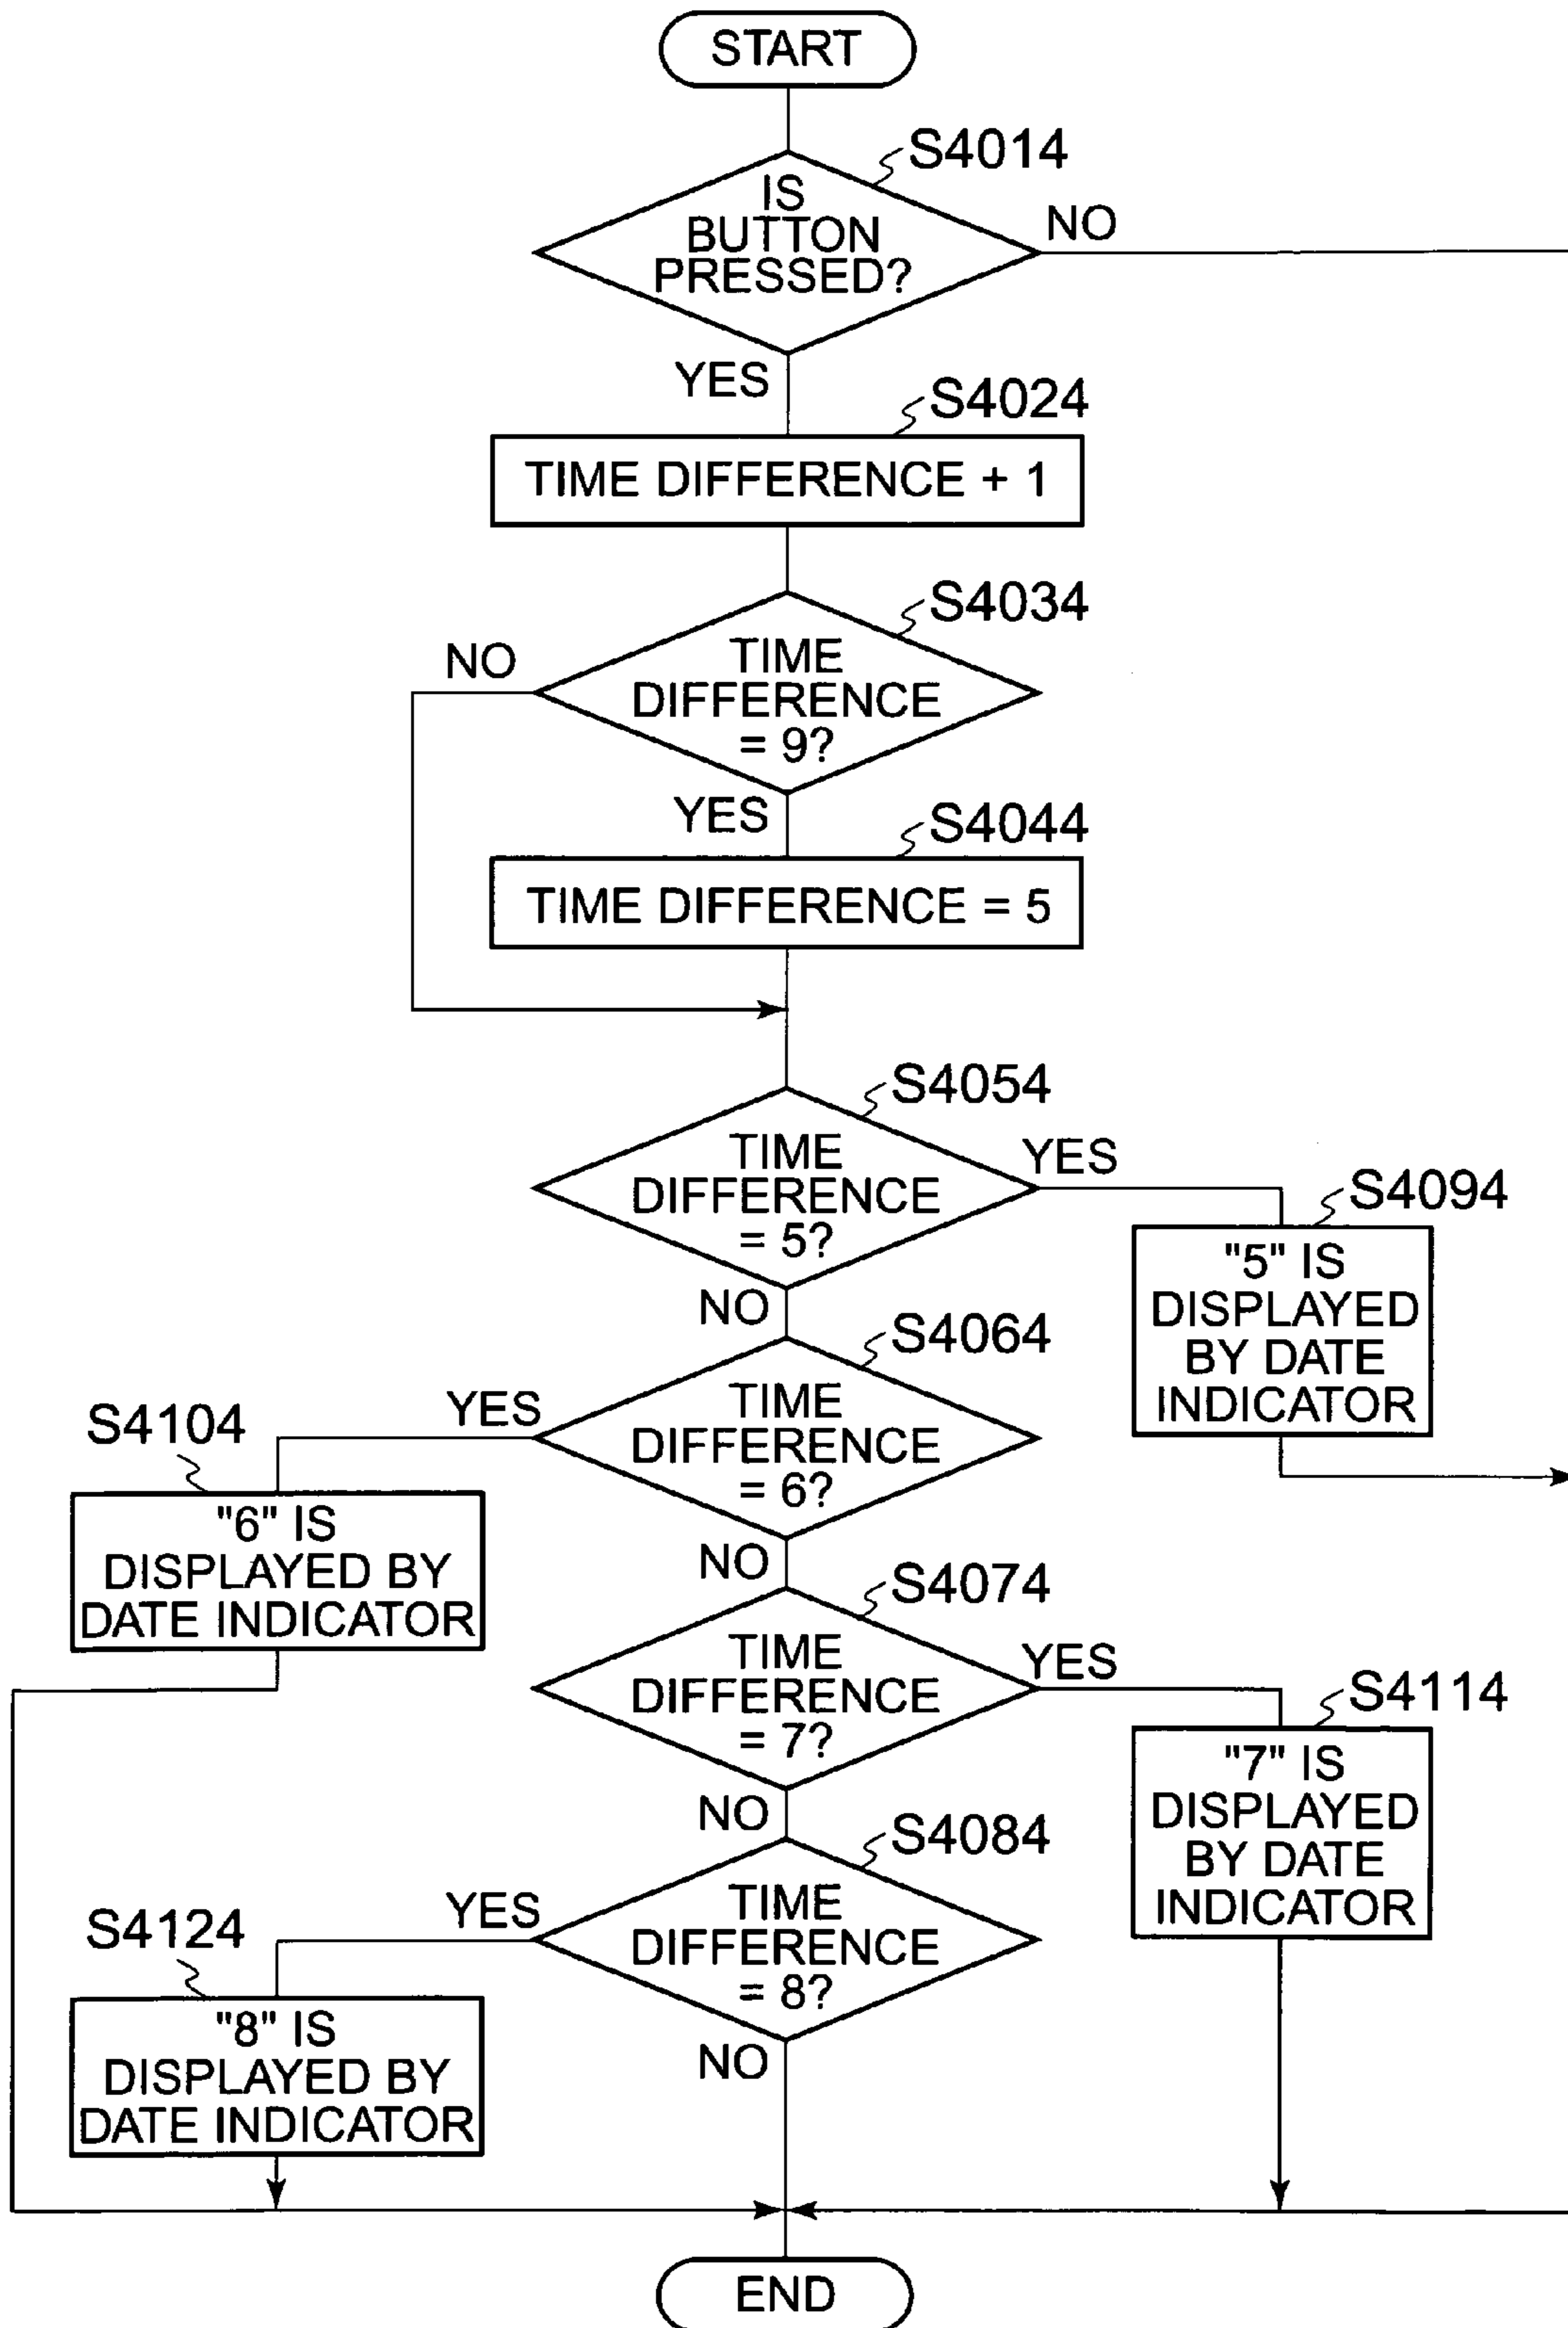 START
S4014
IS
BUTTON
PRESSED?
NO
YES
S4024
TIME DIFFERENCE + 1
S4034
NO
TIME
DIFFERENCE
= 9?
YES
S4044
TIME DIFFERENCE = 5
S4054
TIME
DIFFERENCE
= 5?
YES
S4094
"5" IS
DISPLAYED
BY DATE
INDICATOR
NO
S4064
TIME
DIFFERENCE
= 6?
YES
S4104
"6" IS
DISPLAYED BY
DATE INDICATOR
NO
S4074
TIME
DIFFERENCE
= 7?
YES
S4114
"7" IS
DISPLAYED
BY DATE
INDICATOR
NO
S4084
TIME
DIFFERENCE
= 8?
YES
S4124
"8" IS
DISPLAYED BY
DATE INDICATOR
NO
END